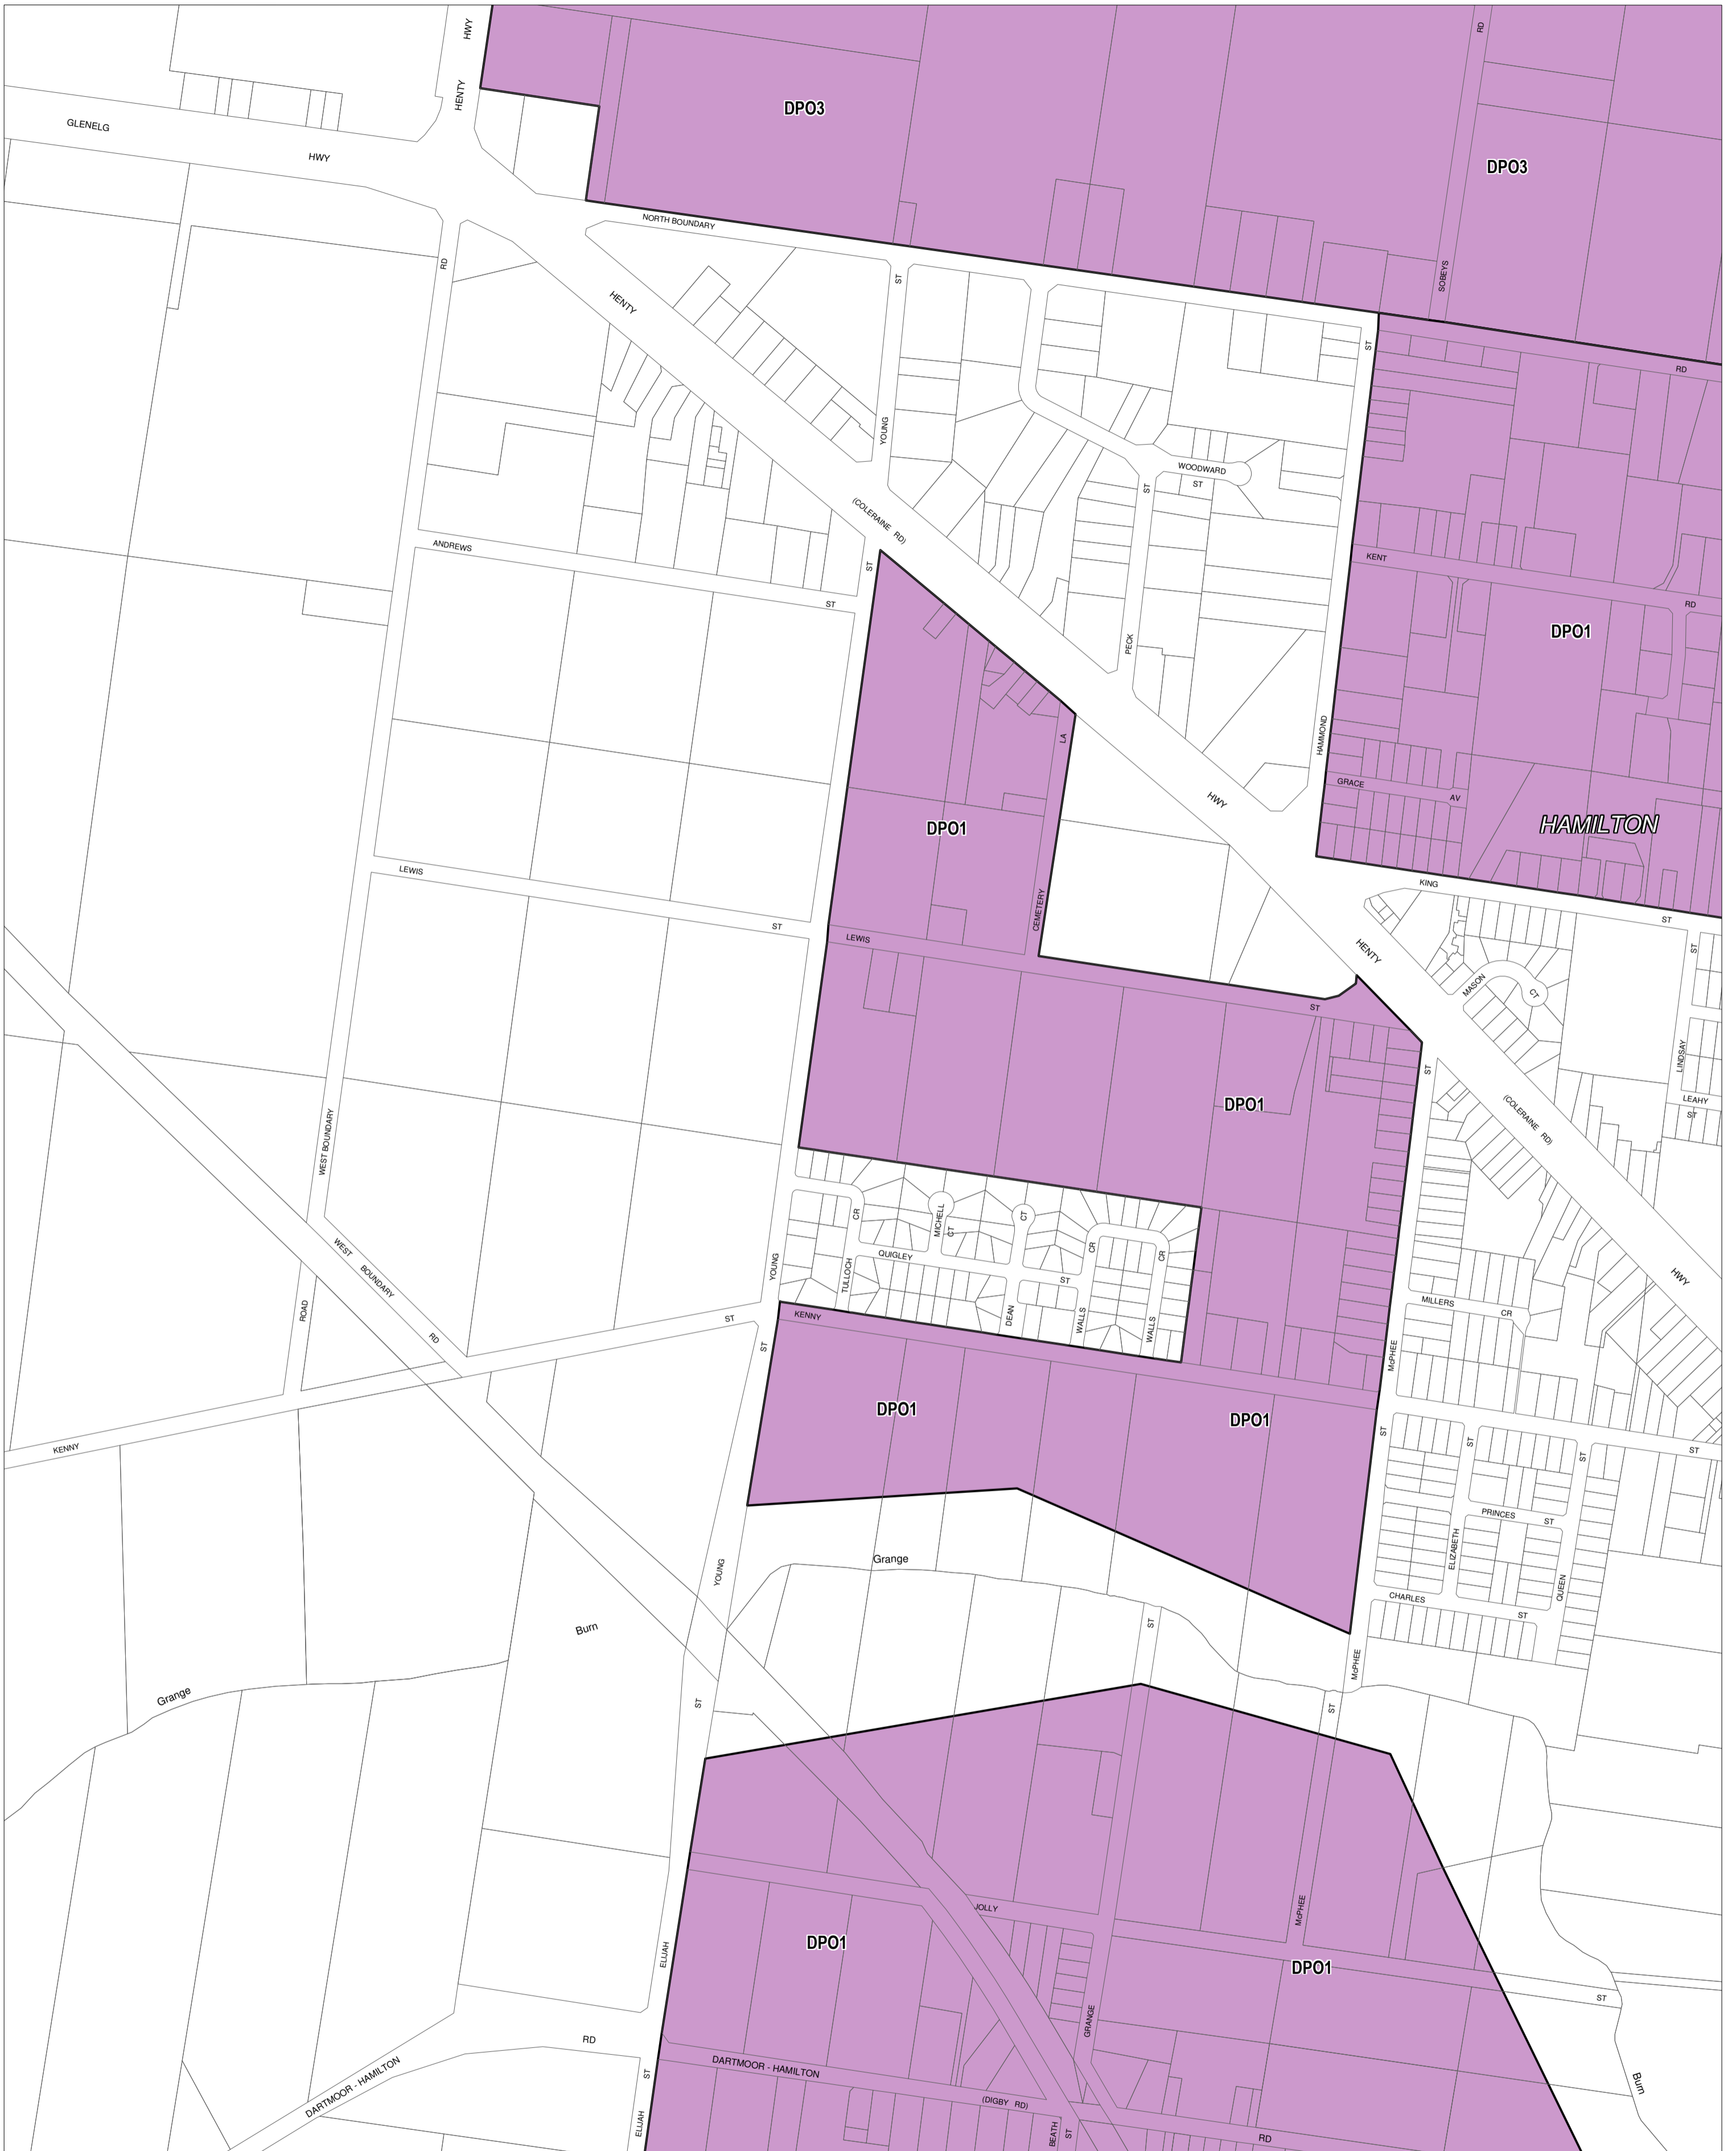 HWY
RD
HENTY
DPO3
GLENELG
HWY
DPO3
NORTH BOUNDARY
RD
ST
SOBEYS
HENTY
ST
RD
YOUNG
WOODWARD
ST
ST
(COLERAINE RD)
ANDREWS
KENT
ST
ST
RD
DPO1
PECK
HAMMOND
LA
GRACE
AV
HWY
HAMILTON
DPO1
LEWIS
KING
CEMETERY
ST
ST
LEWIS
HENTY
ST
MASON
CT
ST
LINDSAY
ST
LEAHY
ST
DPO1
(COLERAINE RD)
WEST BOUNDARY
CR
MICHELL
CT
CT
CR
CR
WEST
BOUNDARY
RD
QUIGLEY
YOUNG
TULLOCH
ST
HWY
ROAD
DEAN
WALLS
WALLS
MILLERS
CR
KENNY
ST
ST
McPHEE
DPO1
DPO1
KENNY
ST
ST
ST
ST
PRINCES
ST
ELIZABETH
Grange
YOUNG
QUEEN
CHARLES
ST
Burn
ST
McPHEE
Grange
ST
ST
JOLLY
McPHEE
DPO1
ELIJAH
DPO1
ST
GRANGE
RD
DARTMOOR - HAMILTON
DARTMOOR - HAMILTON
ST
Burn
(DIGBY RD)
ELIJAH
BEATH
ST
RD